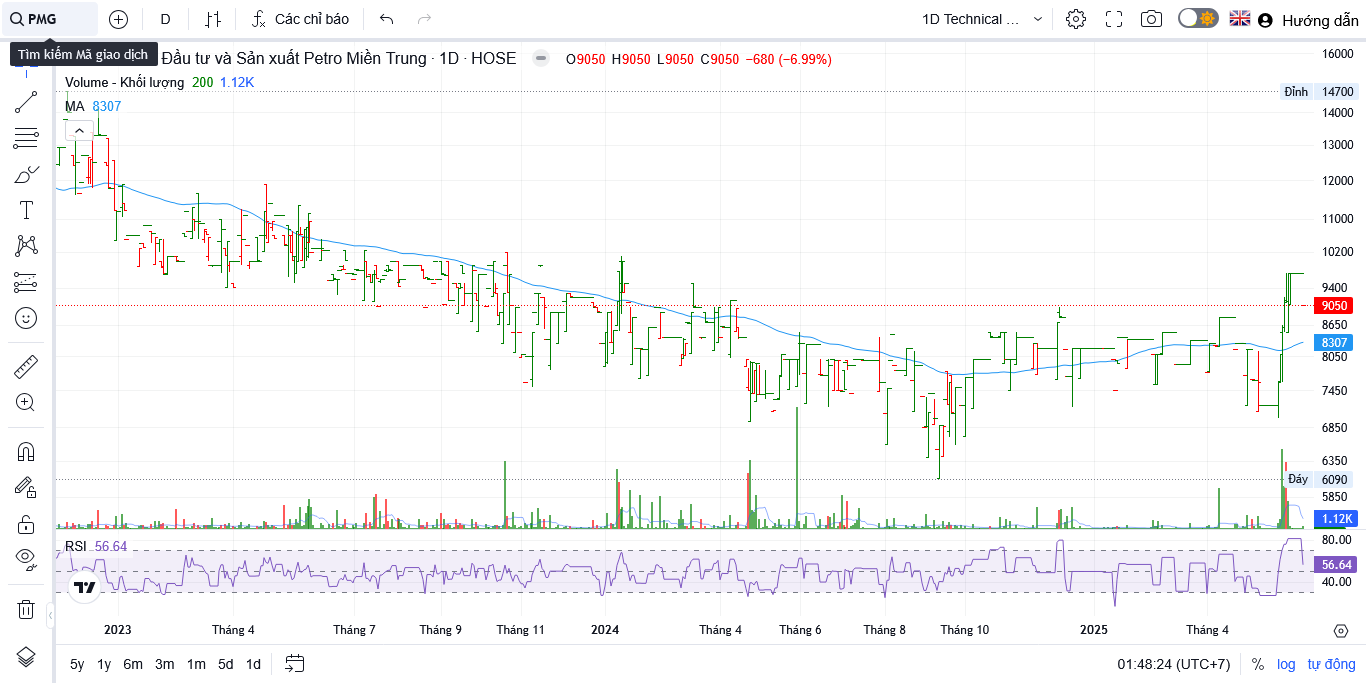 PMG D Các chỉ báo 1D Technical ... Hướng dẫn
Tìm kiếm Mã giao dịch
Đầu tư và Sản xuất Petro Miền Trung · 1D · HOSE O9050 H9050 L9050 C9050 −680 (−6.99%)
Volume - Khối lượng 200 1.12K
MA 8307
16000
Đỉnh 14700
14000
13000
12000
11000
10200
9400
9050
8650
8307
8050
7450
6850
6350
Đáy 6090
5850
1.12K
RSI 56.64
80.00
56.64
40.00
2023 Tháng 4 Tháng 7 Tháng 9 Tháng 11 2024 Tháng 4 Tháng 6 Tháng 8 Tháng 10 2025 Tháng 4
5y 1y 6m 3m 1m 5d 1d 01:48:24 (UTC+7) % log tự động